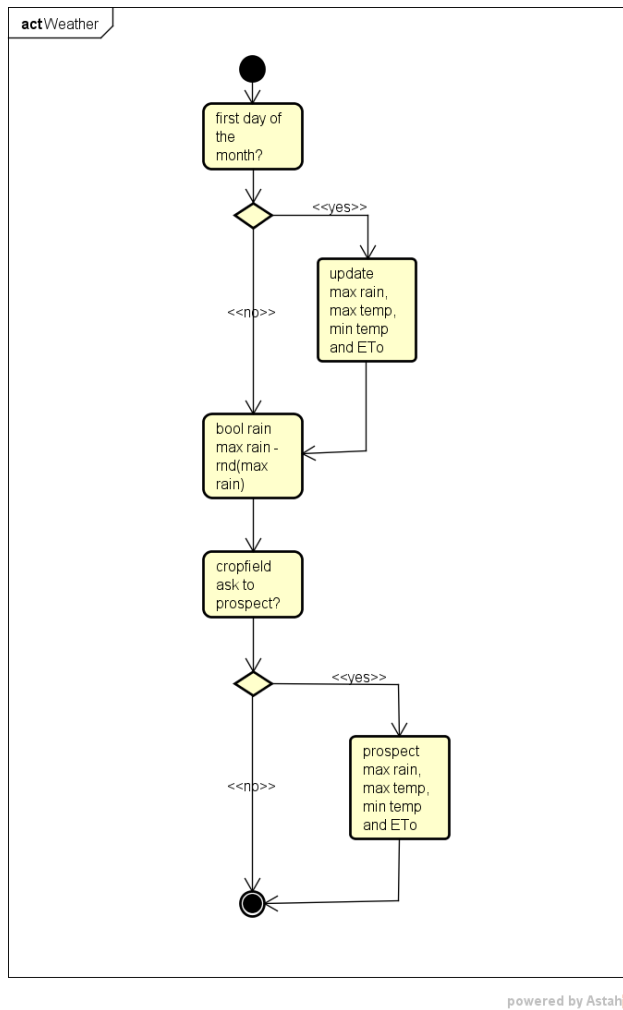 act Weather
first day of
the
month?
<<yes>>
update
max rain,
max temp,
min temp
and ETo
<<no>>
bool rain
max rain -
rnd(max
rain)
cropfield
ask to
prospect?
<<yes>>
prospect
max rain,
max temp,
min temp
and ETo
<<no>>
powered by Astah